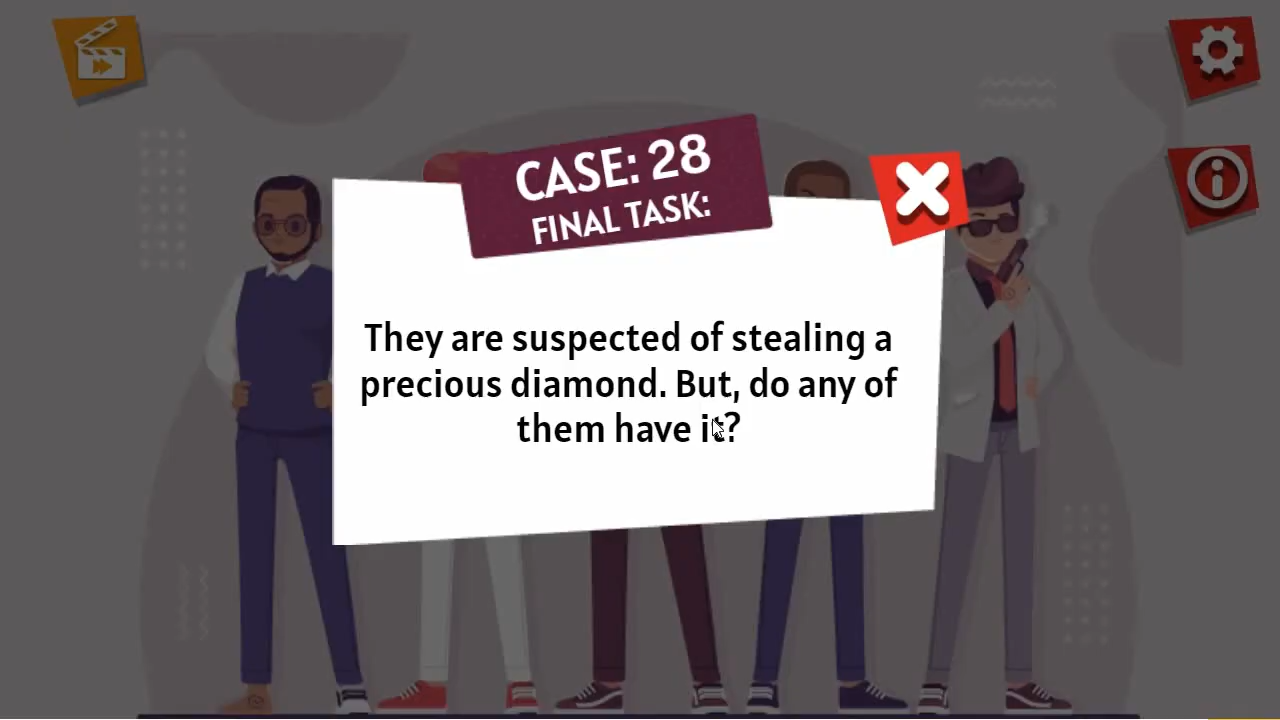 CASE: 28
FINAL TASK:
They are suspected of stealing a
precious diamond. But, do any of
them have it?